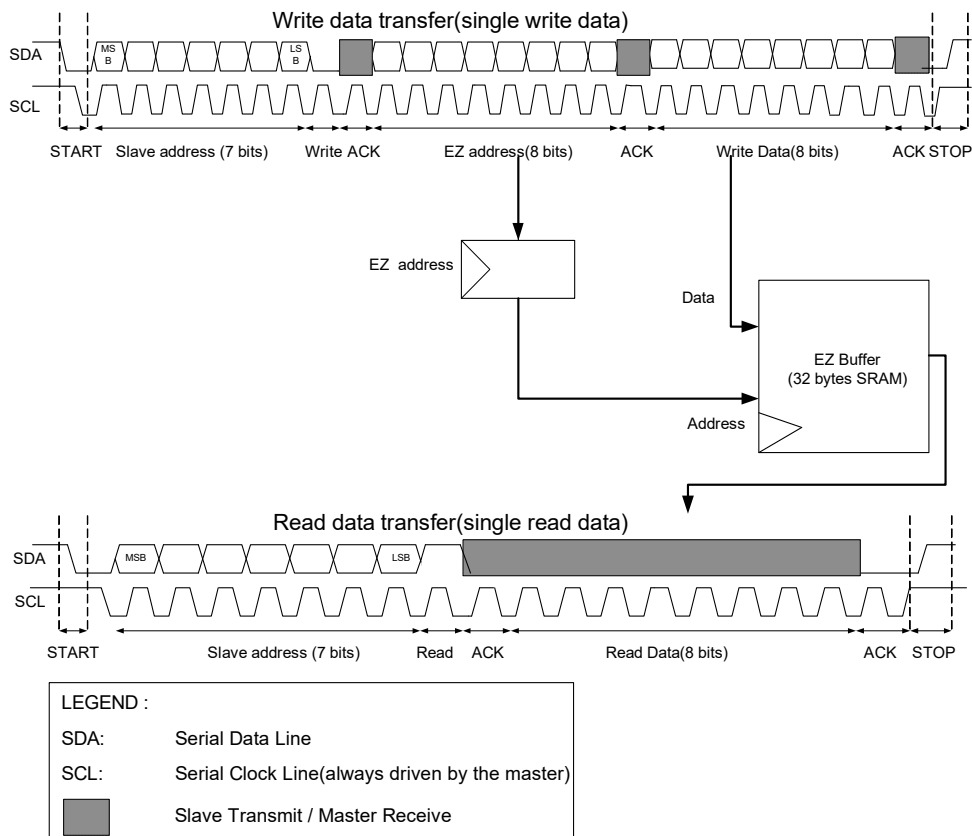 Write data transfer(single write data)
SDA
MS
B
LS
B
SCL
START Slave address (7 bits) Write ACK EZ address(8 bits) ACK Write Data(8 bits) ACK STOP
EZ address
Data
EZ Buffer
(32 bytes SRAM)
Address
Read data transfer(single read data)
SDA MSB LSB
SCL
START Slave address (7 bits) Read ACK Read Data(8 bits) ACK STOP
LEGEND :
SDA: Serial Data Line
SCL: Serial Clock Line(always driven by the master)
Slave Transmit / Master Receive